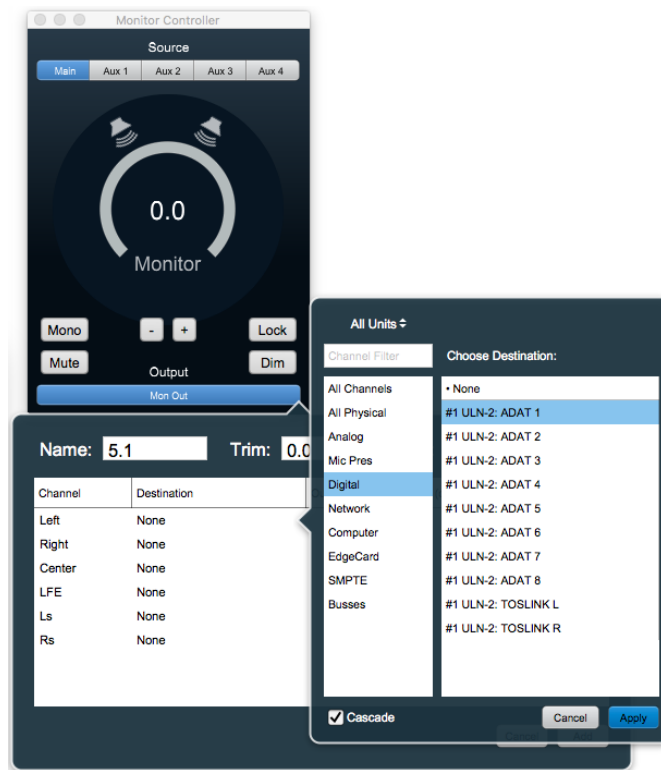 Monitor Controller
Source
Main Aux 1 Aux 2 Aux 3 Aux 4
0.0
Monitor
Mono - + Lock
Mute Output Dim
Mon Out
Name: 5.1 Trim: 0.0
Channel Destination
Left None
Right None
Center None
LFE None
Ls None
Rs None
All Units
Channel Filter Choose Destination:
All Channels
All Physical
Analog
Mic Pres
Digital
Network
Computer
EdgeCard
SMPTE
Busses
• None
#1 ULN-2: ADAT 1
#1 ULN-2: ADAT 2
#1 ULN-2: ADAT 3
#1 ULN-2: ADAT 4
#1 ULN-2: ADAT 5
#1 ULN-2: ADAT 6
#1 ULN-2: ADAT 7
#1 ULN-2: ADAT 8
#1 ULN-2: TOSLINK L
#1 ULN-2: TOSLINK R
Cascade Cancel Apply
Cancel Add